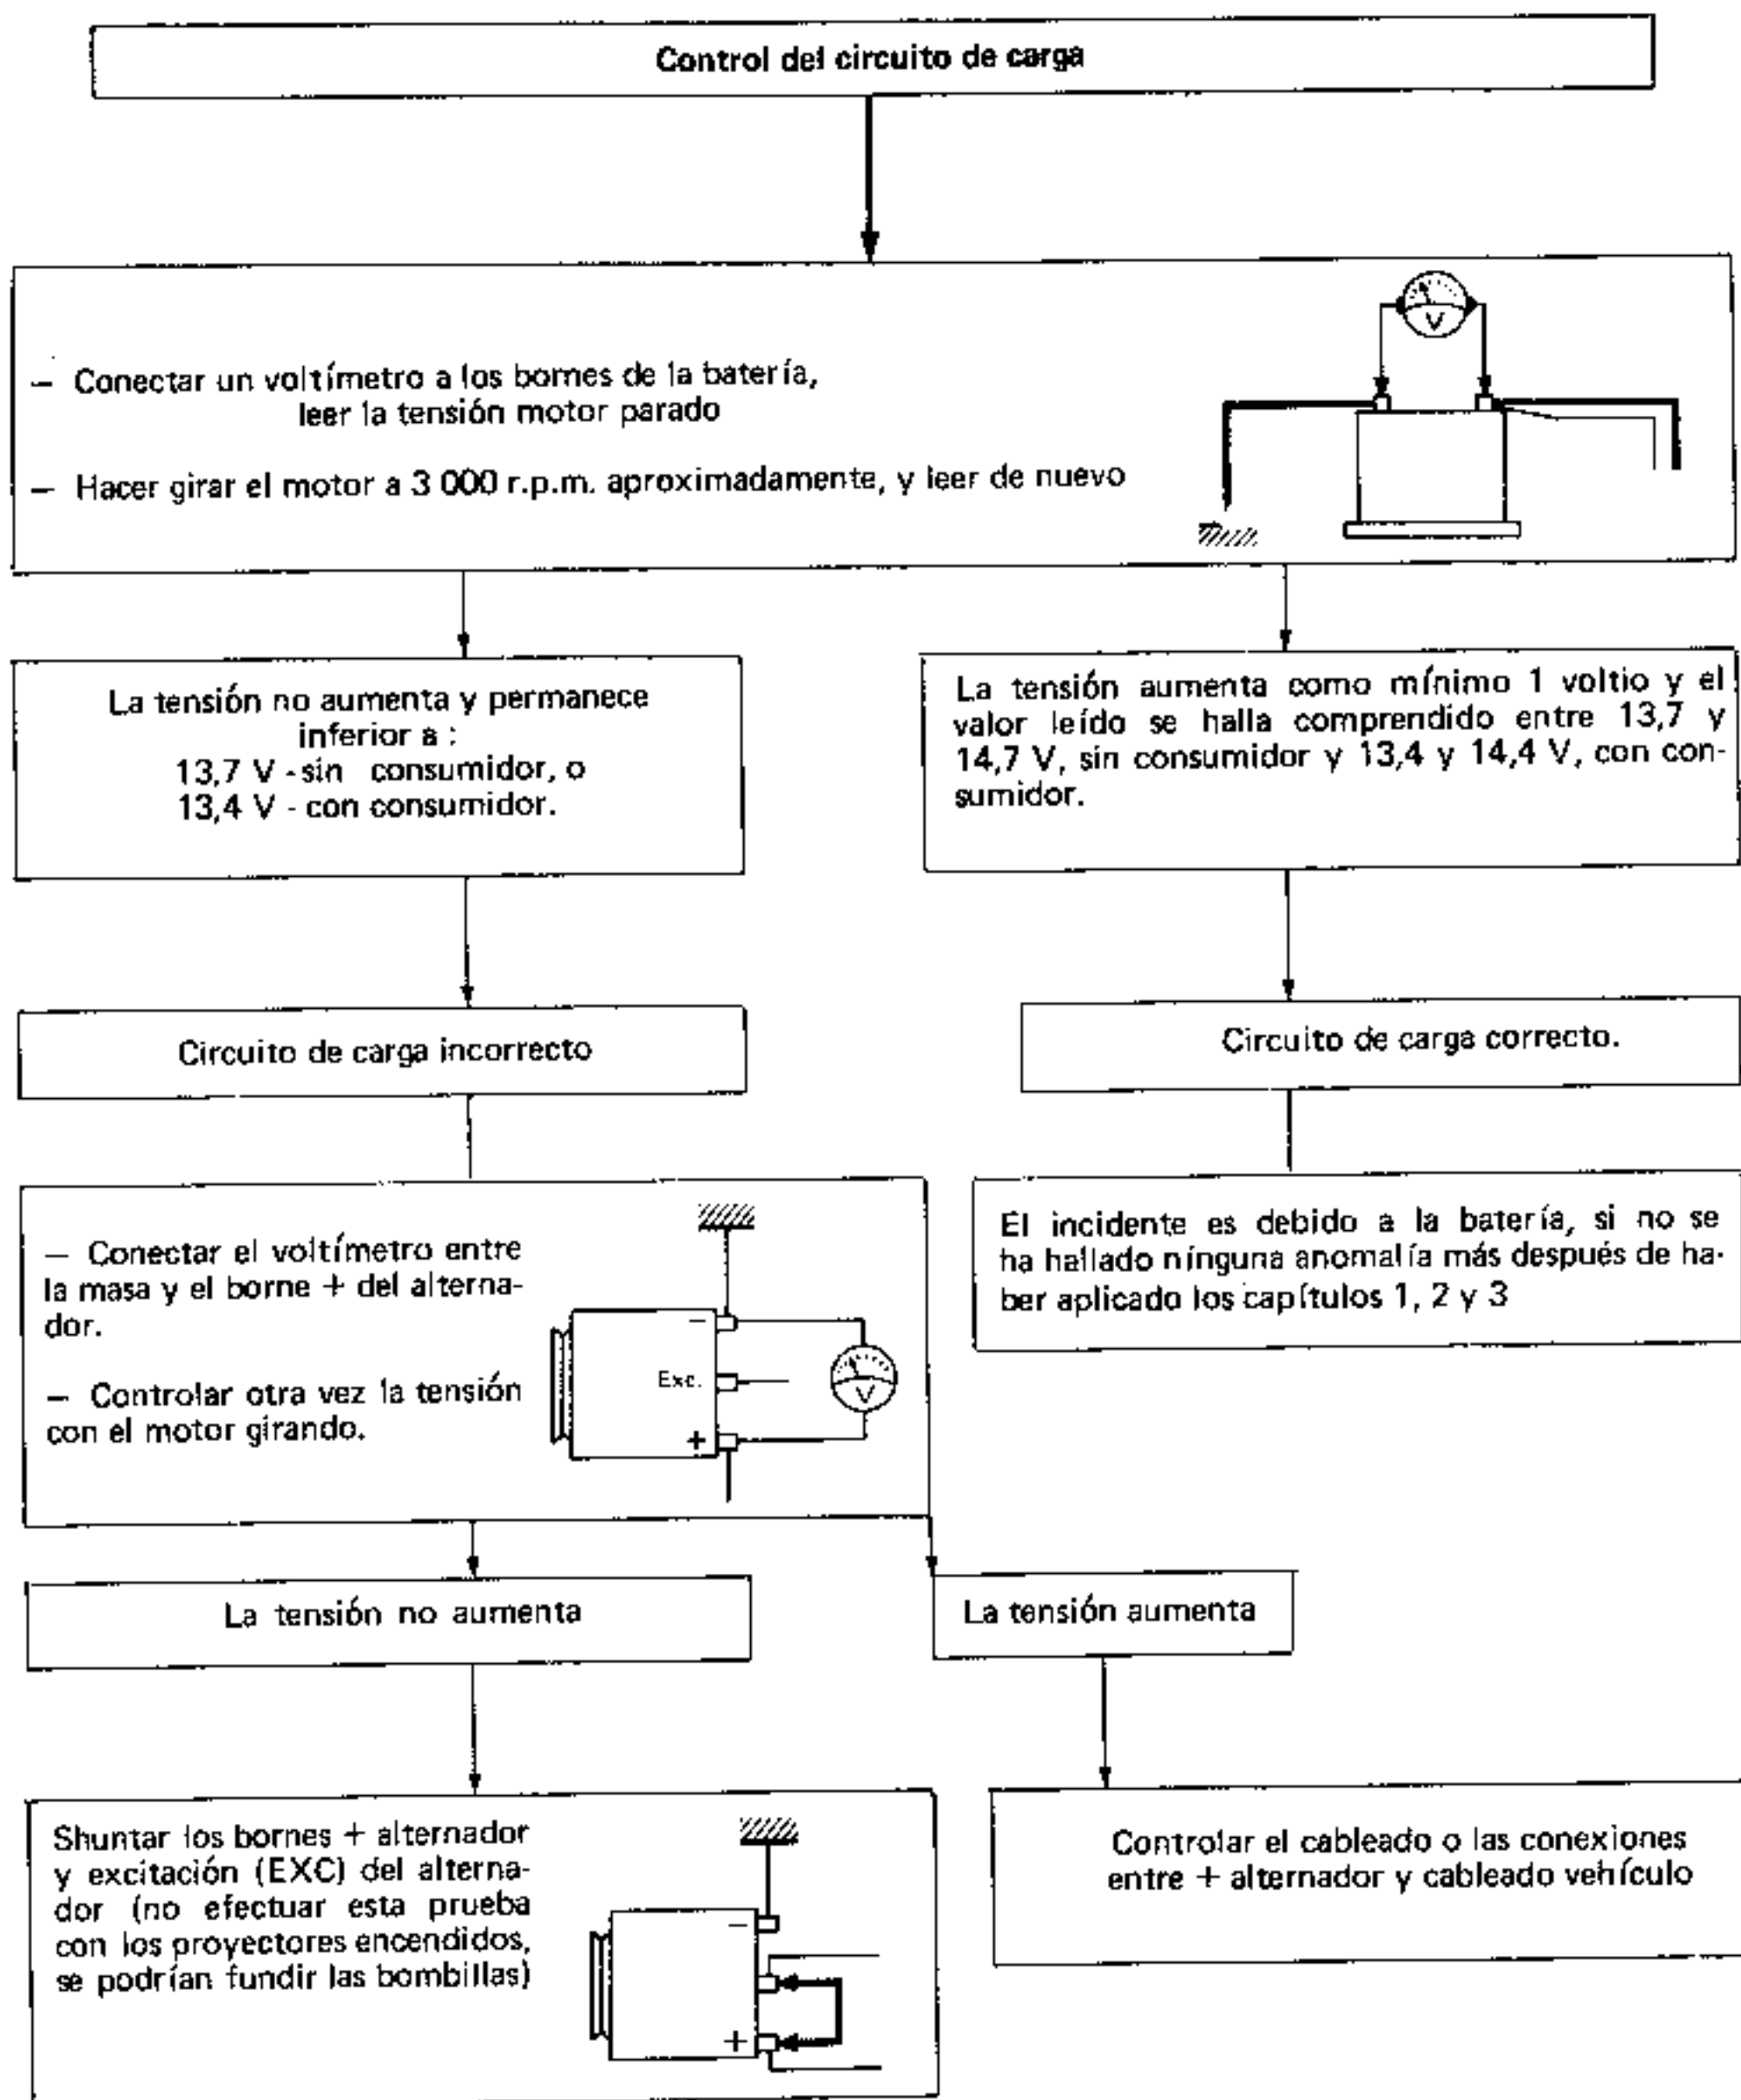 Control del circuito de carga
— Conectar un voltímetro a los bornes de la batería,
leer la tensión motor parado
— Hacer girar el motor a 3 000 r.p.m. aproximadamente, y leer de nuevo
V
La tensión no aumenta y permanece
inferior a :
13,7 V - sin consumidor, o
13,4 V - con consumidor.
La tensión aumenta como mínimo 1 voltio y el
valor leído se halla comprendido entre 13,7 y
14,7 V, sin consumidor y 13,4 y 14,4 V, con con-
sumidor.
Circuito de carga incorrecto
Circuito de carga correcto.
— Conectar el voltímetro entre
la masa y el borne + del alterna-
dor.
— Controlar otra vez la tensión
con el motor girando.
−
Exc.
+
V
El incidente es debido a la batería, si no se
ha hallado ninguna anomalía más después de ha-
ber aplicado los capítulos 1, 2 y 3
La tensión no aumenta
La tensión aumenta
Shuntar los bornes + alternador
y excitación (EXC) del alterna-
dor (no efectuar esta prueba
con los proyectores encendidos,
se podrían fundir las bombillas)
−
+
Controlar el cableado o las conexiones
entre + alternador y cableado vehículo